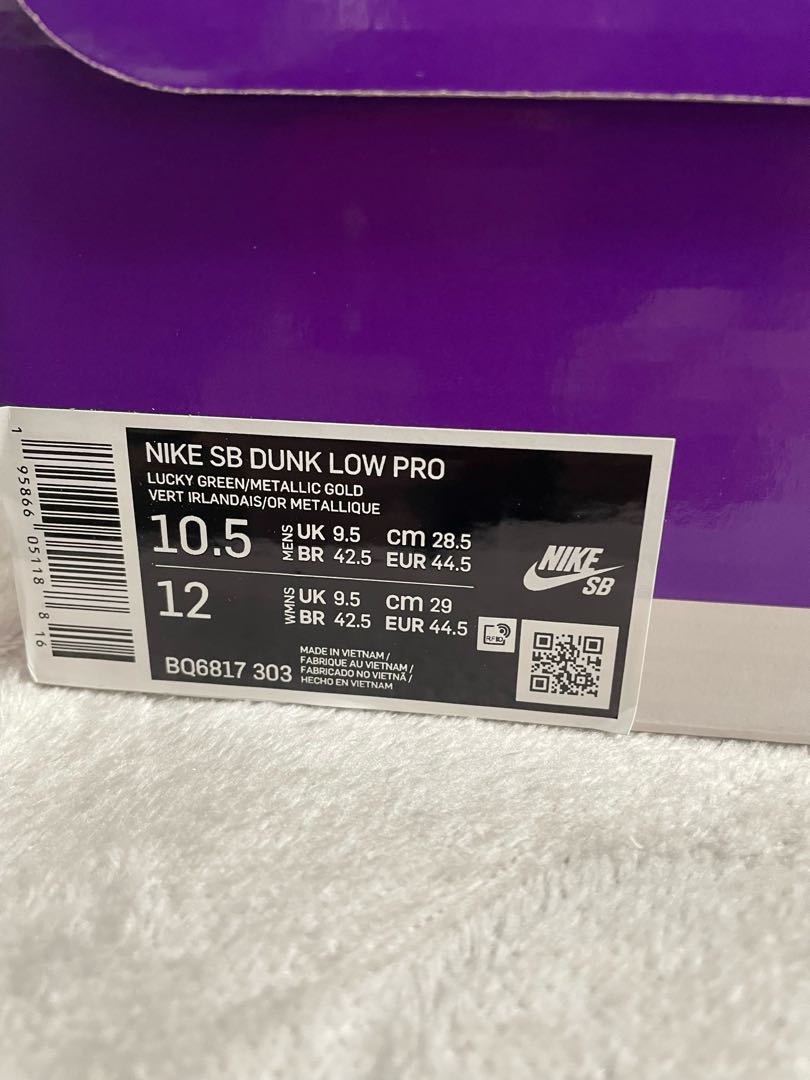 NIKE SB DUNK LOW PRO
LUCKY GREEN/METALLIC GOLD
VERT IRLANDAIS/OR METALLIQUE
10.5 MENS UK 9.5 cm 28.5
BR 42.5 EUR 44.5
12 WMNS UK 9.5 cm 29
BR 42.5 EUR 44.5
BQ6817 303
MADE IN VIETNAM /
FABRIQUE AU VIETNAM /
FABRICADO NO VIETNÃ /
HECHO EN VIETNAM
RFID
NIKE
SB
1 95866 05118 8 16